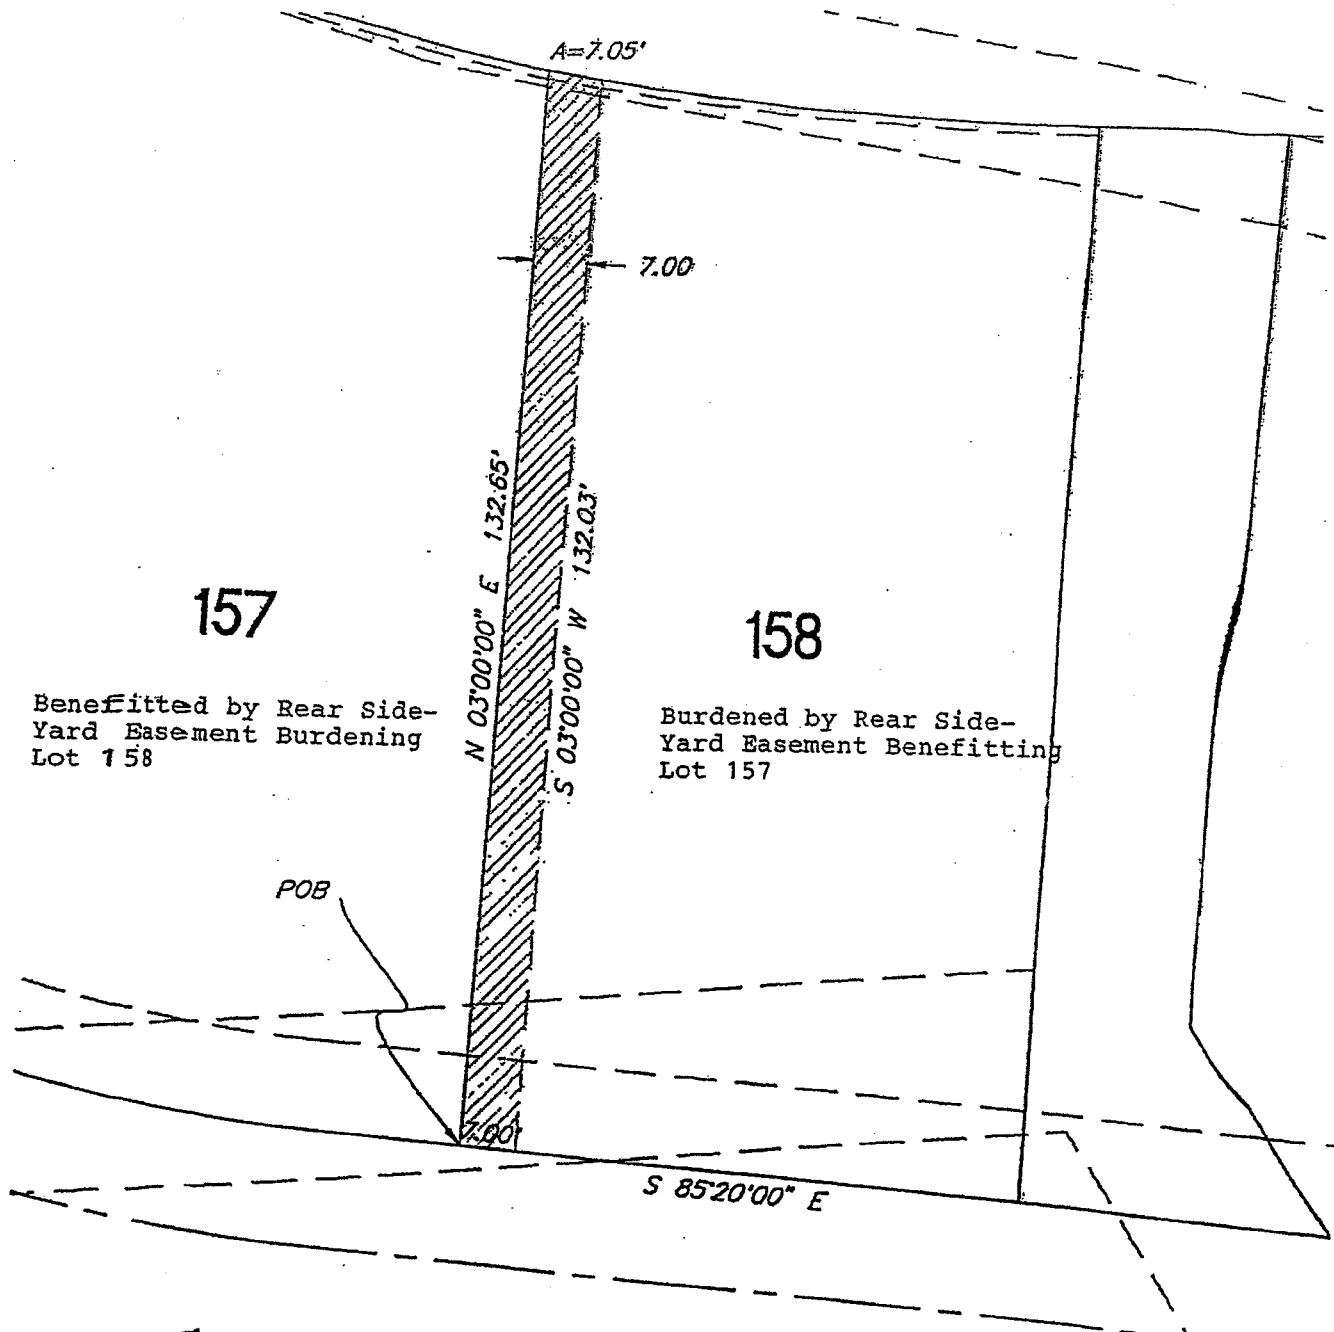 A=7.05'
7.00
N 03°00'00" E 132.65'
S 03°00'00" W 132.03'
157
158
Benefitted by Rear Side-
Yard Easement Burdening
Lot 158
Burdened by Rear Side-
Yard Easement Benefitting
Lot 157
POB
7.00'
S 85°20'00" E